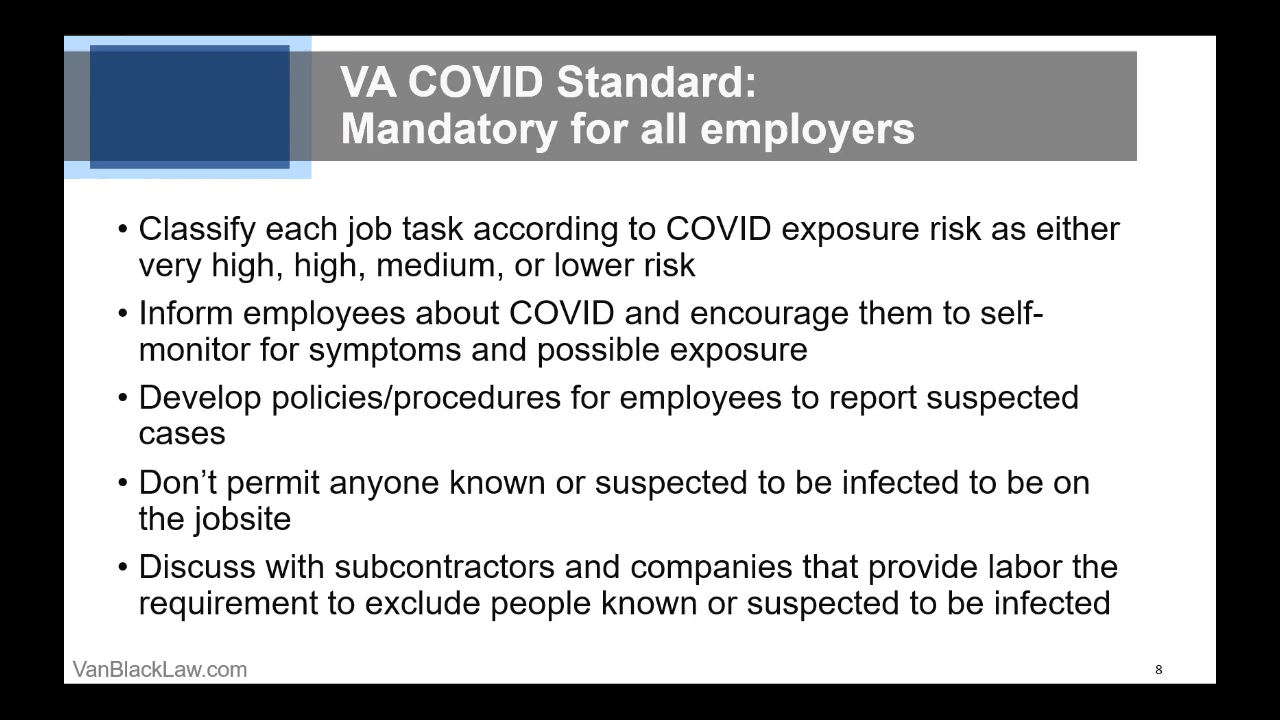 VA COVID Standard:
Mandatory for all employers
• Classify each job task according to COVID exposure risk as either
very high, high, medium, or lower risk
• Inform employees about COVID and encourage them to self-
monitor for symptoms and possible exposure
• Develop policies/procedures for employees to report suspected
cases
• Don’t permit anyone known or suspected to be infected to be on
the jobsite
• Discuss with subcontractors and companies that provide labor the
requirement to exclude people known or suspected to be infected
VanBlackLaw.com
8